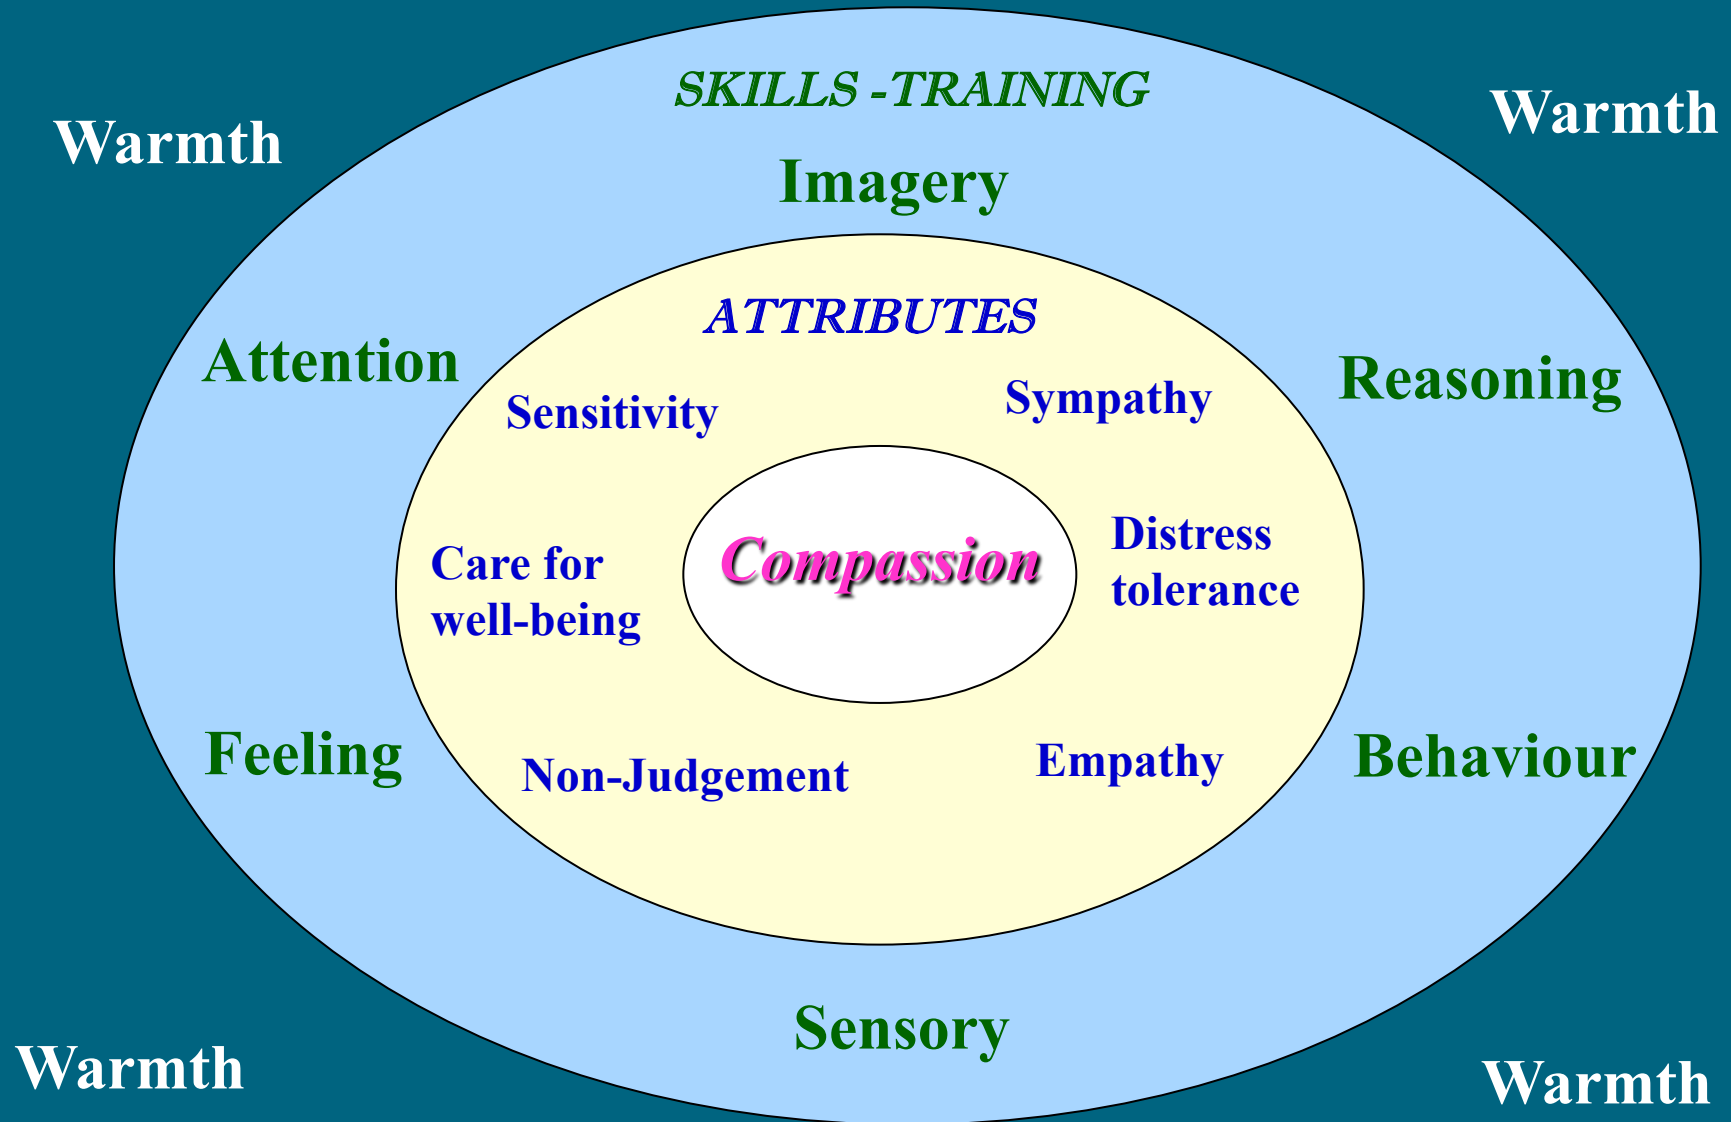 SKILLS -TRAINING
Warmth
Warmth
Imagery
ATTRIBUTES
Attention
Reasoning
Sensitivity
Sympathy
Compassion
Care for
well-being
Distress
tolerance
Feeling
Non-Judgement
Empathy
Behaviour
Sensory
Warmth
Warmth